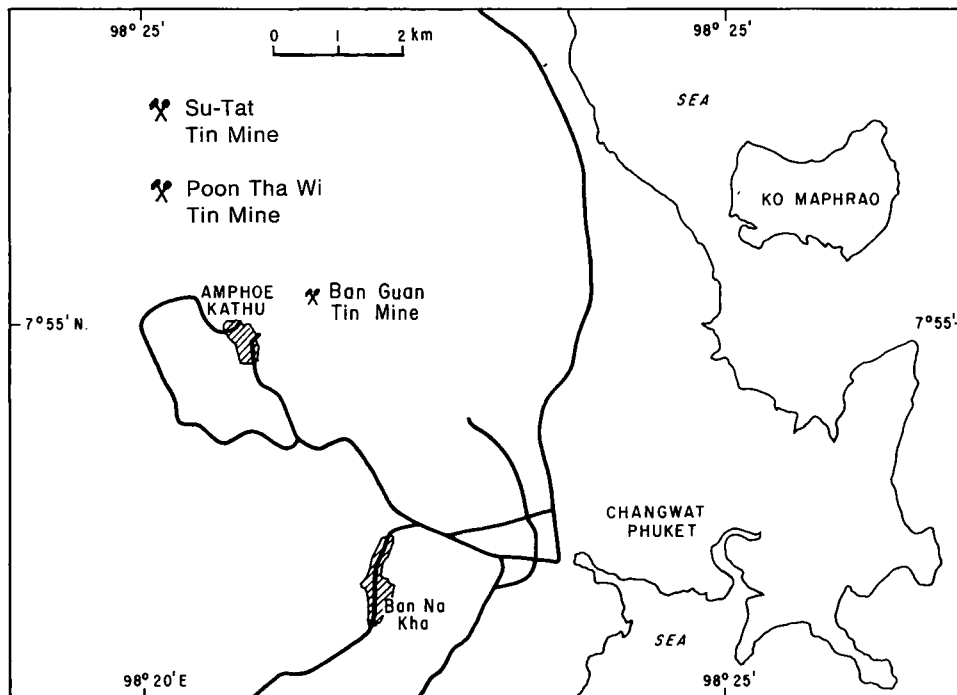 98° 25'
98° 25'
0 1 2 km
SEA
Su-Tat
Tin Mine
Poon Tha Wi
Tin Mine
KO MAPHRAO
AMPHOE
KATHU
Ban Guan
Tin Mine
7° 55' N.
7° 55'
CHANGWAT
PHUKET
Ban Na
Kha
SEA
98° 20' E
98° 25'